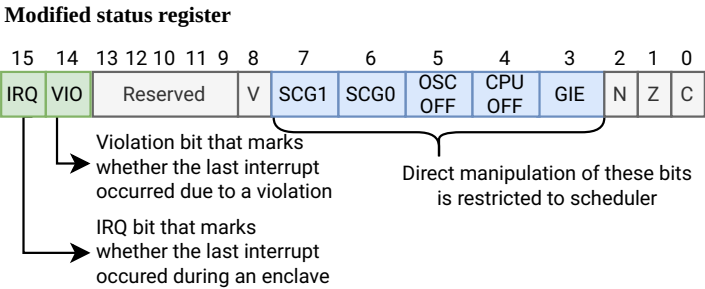 Modified status register
15 14 13 12 10 11 9 8 7 6 5 4 3 2 1 0
IRQ VIO Reserved V SCG1 SCG0 OSC OFF CPU OFF GIE N Z C
Violation bit that marks
whether the last interrupt
occurred due to a violation
Direct manipulation of these bits
is restricted to scheduler
IRQ bit that marks
whether the last interrupt
occured during an enclave